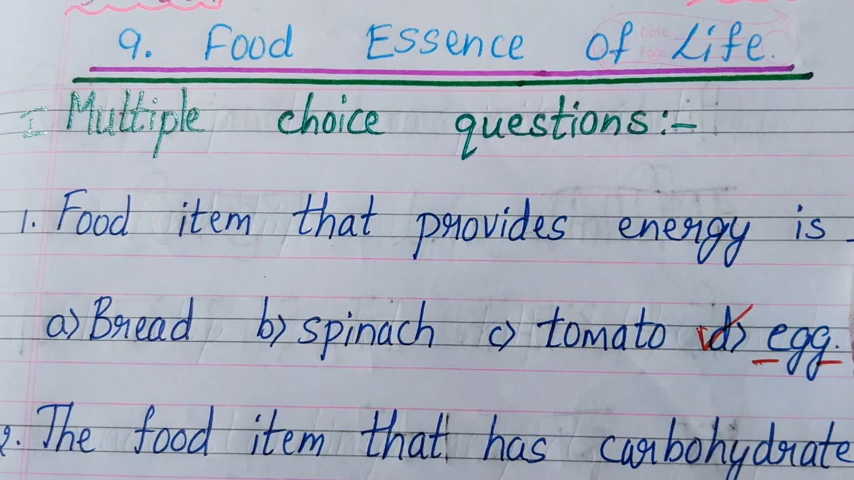 9. Food Essence Of Life.
I Multiple choice questions:-
1. Food item that provides energy is -
a) Bread b) spinach c) tomato d) egg.
2. The food item that has carbohydrate